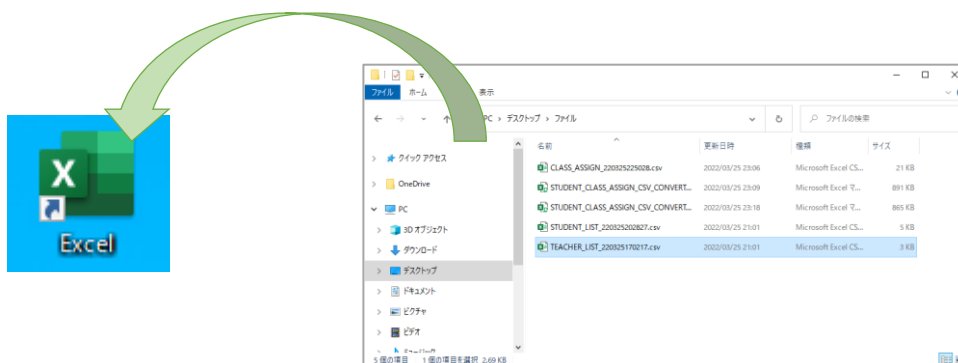 Excel
ファイル ホーム 表示
PC › デスクトップ › ファイル
ファイルの検索
名前 更新日時 種類 サイズ
CLASS_ASSIGN_220325225028.csv 2022/03/25 23:06 Microsoft Excel CS... 21 KB
STUDENT_CLASS_ASSIGN_CSV_CONVERT... 2022/03/25 23:09 Microsoft Excel マ... 891 KB
STUDENT_CLASS_ASSIGN_CSV_CONVERT... 2022/03/25 23:18 Microsoft Excel マ... 865 KB
STUDENT_LIST_220325202827.csv 2022/03/25 21:01 Microsoft Excel CS... 5 KB
TEACHER_LIST_220325170217.csv 2022/03/25 21:01 Microsoft Excel CS... 3 KB
クイック アクセス
OneDrive
PC
3D オブジェクト
ダウンロード
デスクトップ
ドキュメント
ピクチャ
ビデオ
5 個の項目 1 個の項目を選択 2.69 KB